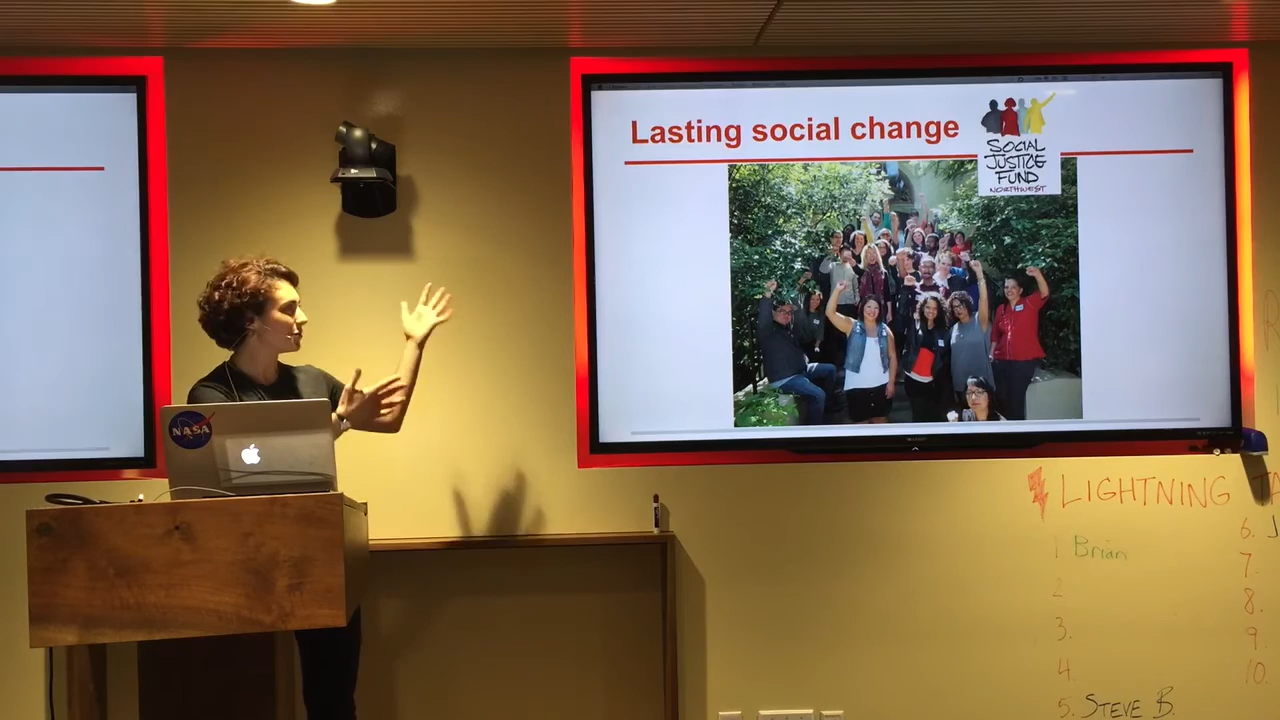 Lasting social change
SOCIAL
JUSTICE
FUND
NORTHWEST
NASA
LIGHTNING TA
1. Brian
2
3.
4.
5. STEVE B.
6. J
7.
8.
9.
10.